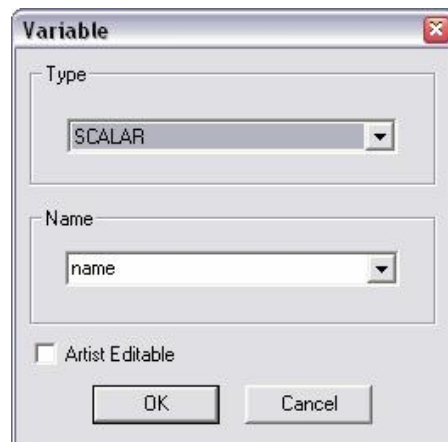 Variable
Type
SCALAR
Name
name
Artist Editable
OK Cancel